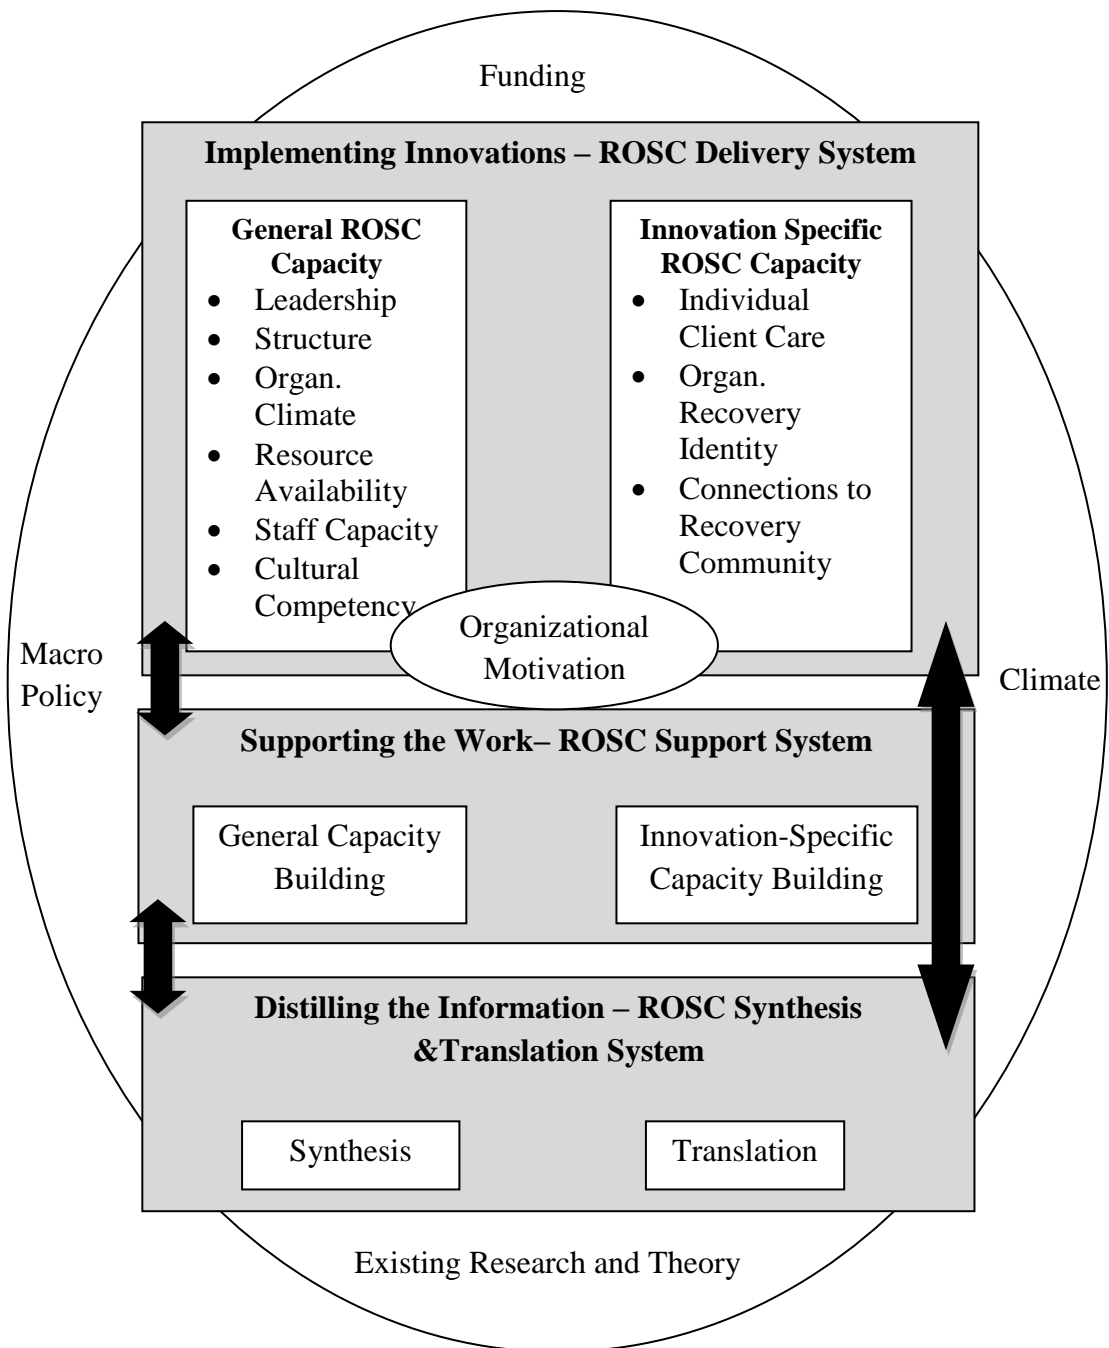 Funding
Implementing Innovations – ROSC Delivery System
General ROSC
Capacity
• Leadership
• Structure
• Organ.
Climate
• Resource
Availability
• Staff Capacity
• Cultural
Competency
Innovation Specific
ROSC Capacity
• Individual
Client Care
• Organ.
Recovery
Identity
• Connections to
Recovery
Community
Organizational
Motivation
Macro
Policy
Climate
Supporting the Work– ROSC Support System
General Capacity
Building
Innovation-Specific
Capacity Building
Distilling the Information – ROSC Synthesis
&Translation System
Synthesis
Translation
Existing Research and Theory